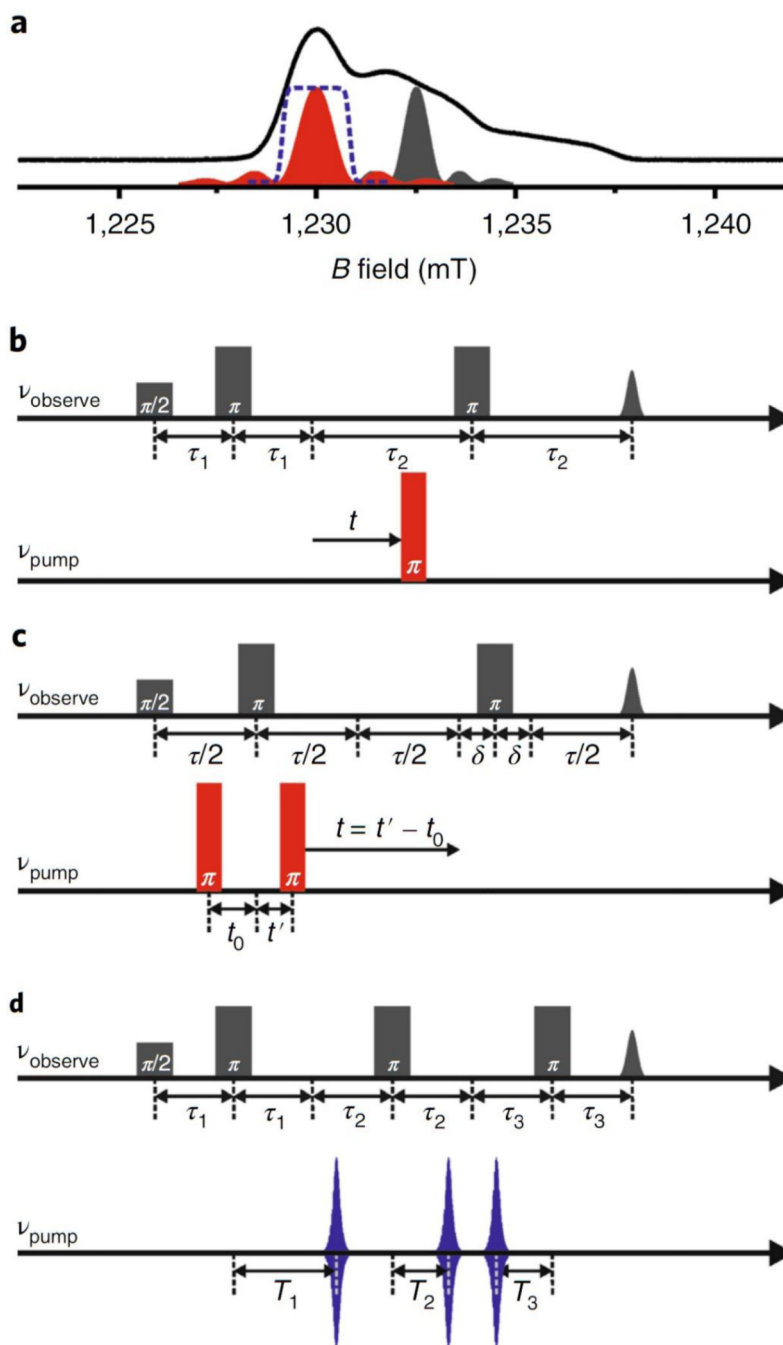 a
1,225 1,230 1,235 1,240
B field (mT)
b
νobserve π/2 π π
τ1 τ1 τ2 τ2
t
νpump π
c
νobserve π/2 π π
τ/2 τ/2 τ/2 δ δ τ/2
t = t′ − t0
νpump π π
t0 t′
d
νobserve π/2 π π π
τ1 τ1 τ2 τ2 τ3 τ3
νpump
T1 T2 T3